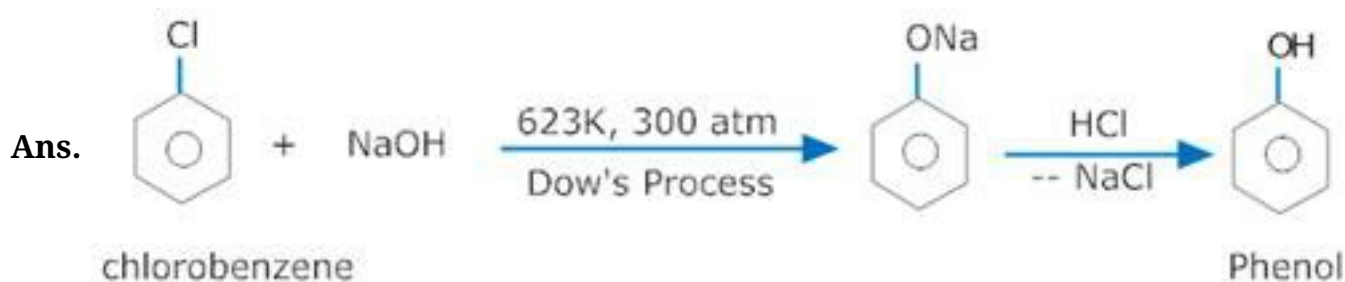 Cl
ONa
OH
Ans.
+ NaOH
623K, 300 atm
Dow's Process
HCl
-- NaCl
chlorobenzene
Phenol